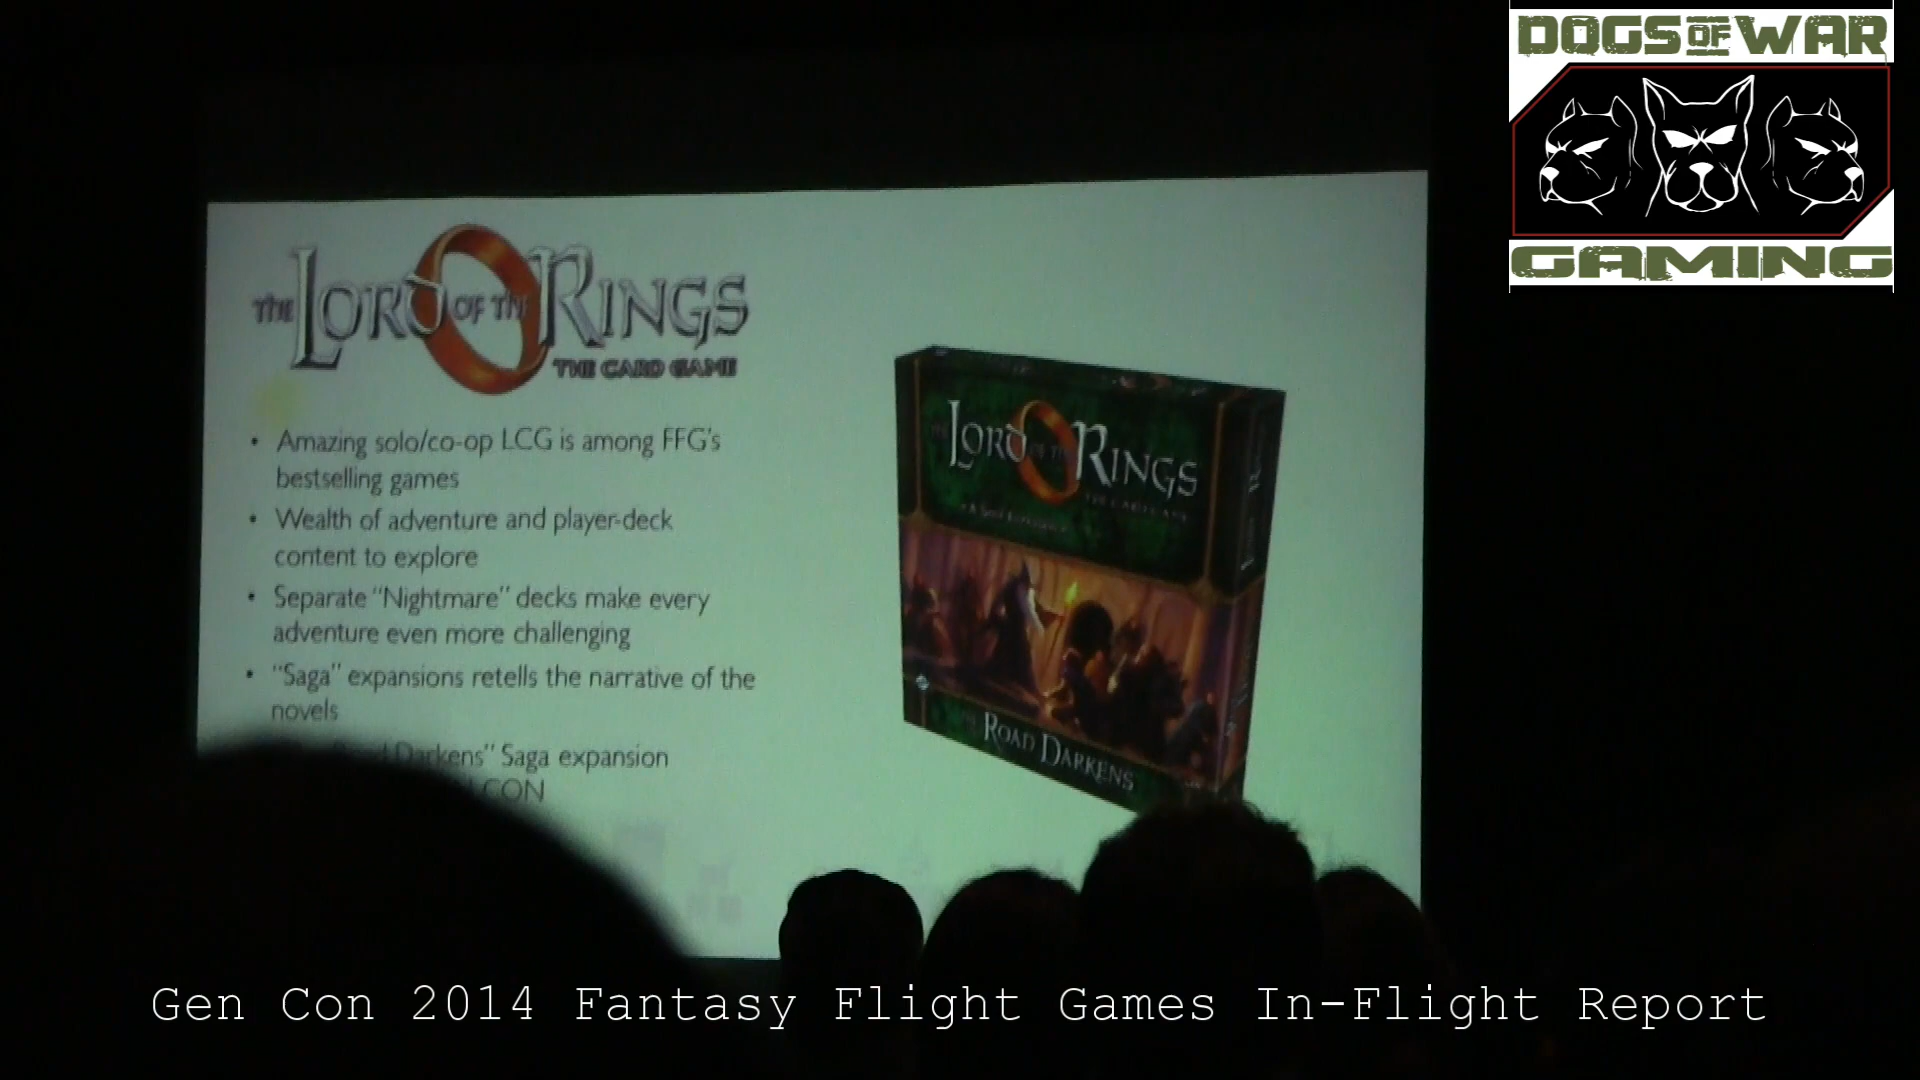 DOGS OF WAR
GAMING
THE LORD OF THE RINGS
THE CARD GAME
• Amazing solo/co-op LCG is among FFG's
bestselling games
• Wealth of adventure and player-deck
content to explore
• Separate "Nightmare" decks make every
adventure even more challenging
• "Saga" expansions retells the narrative of the
novels
Darkens" Saga expansion
CON
LORD OF THE RINGS
THE CARD GAME
ROAD DARKENS
Gen Con 2014 Fantasy Flight Games In-Flight Report